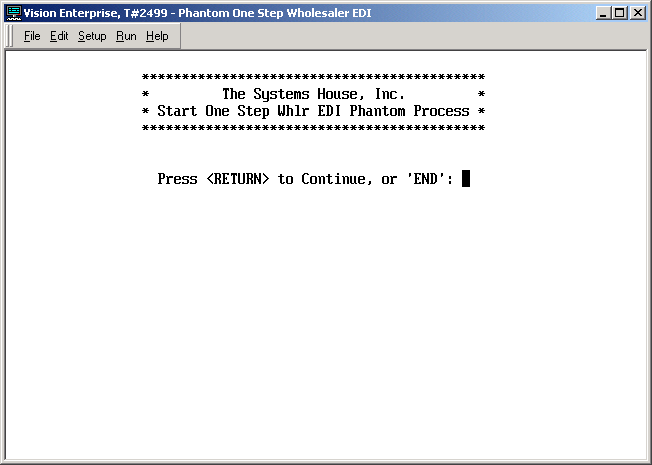 Vision Enterprise, T#2499 - Phantom One Step Wholesaler EDI
File Edit Setup Run Help
*******************************************
* The Systems House, Inc. *
* Start One Step Whlr EDI Phantom Process *
*******************************************
Press <RETURN> to Continue, or 'END':